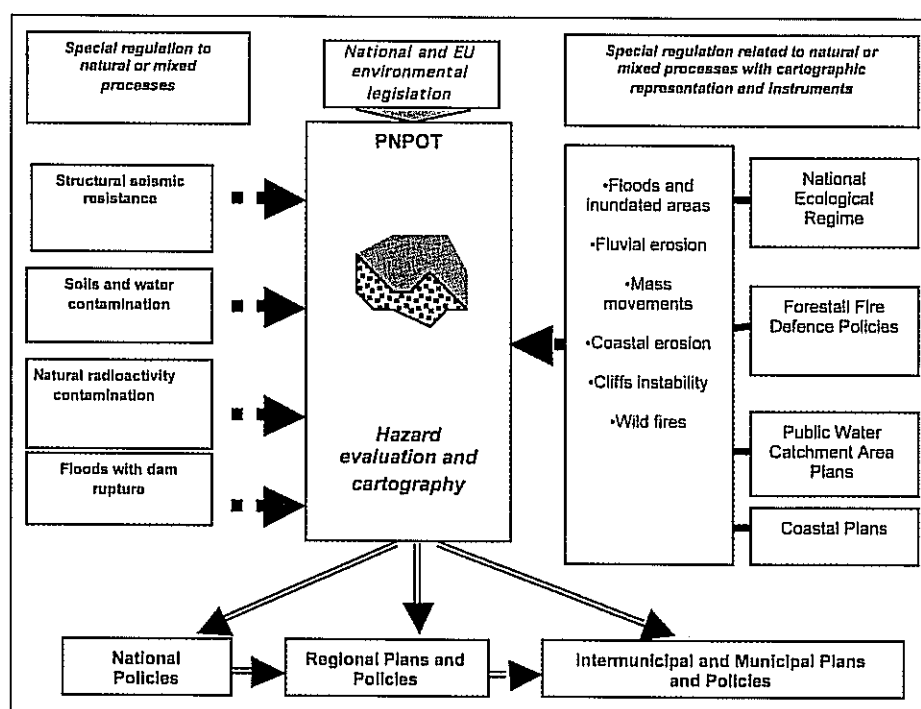 Special regulation to
natural or mixed
processes
National and EU
environmental
legislation
Special regulation related to natural or
mixed processes with cartographic
representation and instruments
PNPOT
Structural seismic
resistance
Soils and water
contamination
Natural radioactivity
contamination
Floods with dam
rupture
Hazard
evaluation and
cartography
•Floods and
inundated areas
•Fluvial erosion
•Mass
movements
•Coastal erosion
•Cliffs instability
•Wild fires
National
Ecological
Regime
Forestall Fire
Defence Policies
Public Water
Catchment Area
Plans
Coastal Plans
National
Policies
Regional Plans and
Policies
Intermunicipal and Municipal Plans
and Policies